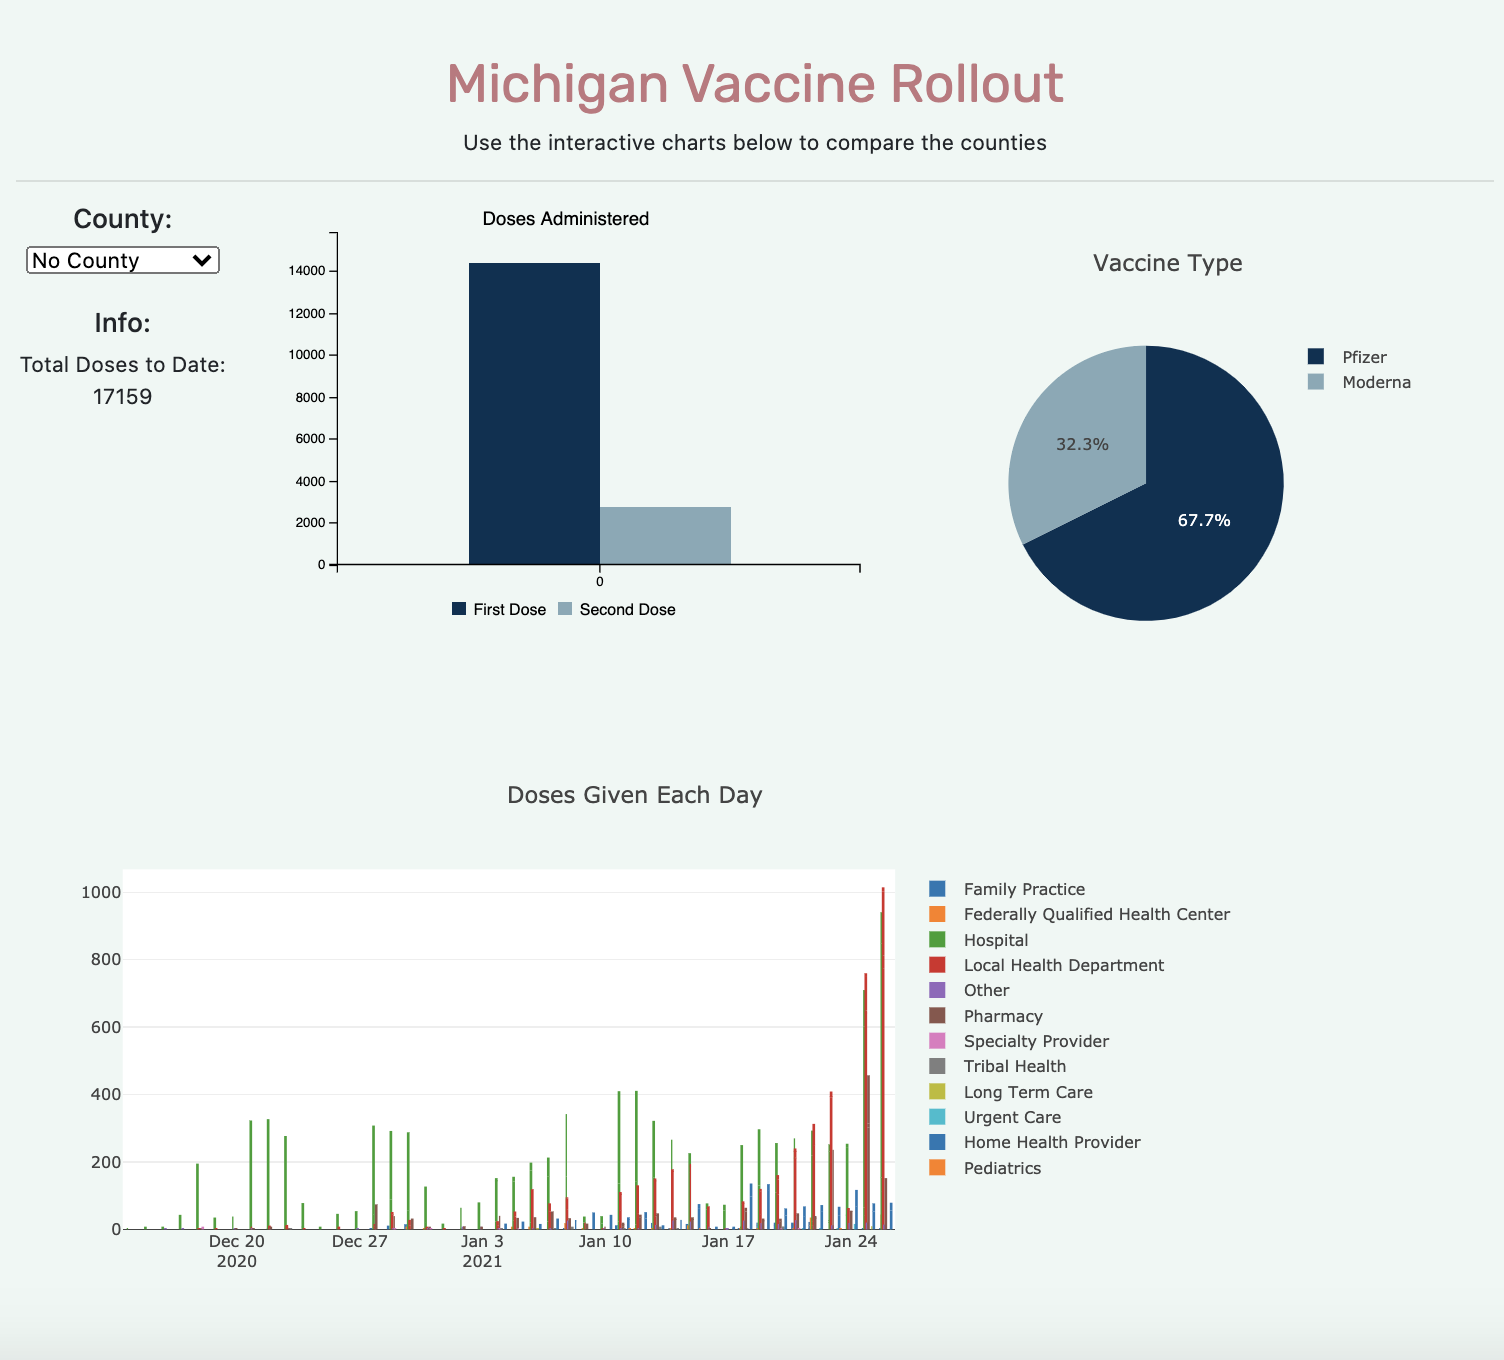 Michigan Vaccine Rollout
Use the interactive charts below to compare the counties
County:
No County
Info:
Total Doses to Date:
17159
Doses Administered
14000
12000
10000
8000
6000
4000
2000
0
0
First Dose Second Dose
Vaccine Type
Pfizer
Moderna
32.3%
67.7%
Doses Given Each Day
1000
800
600
400
200
0
Dec 20 Dec 27 Jan 3 Jan 10 Jan 17 Jan 24
2020 2021
Family Practice
Federally Qualified Health Center
Hospital
Local Health Department
Other
Pharmacy
Specialty Provider
Tribal Health
Long Term Care
Urgent Care
Home Health Provider
Pediatrics